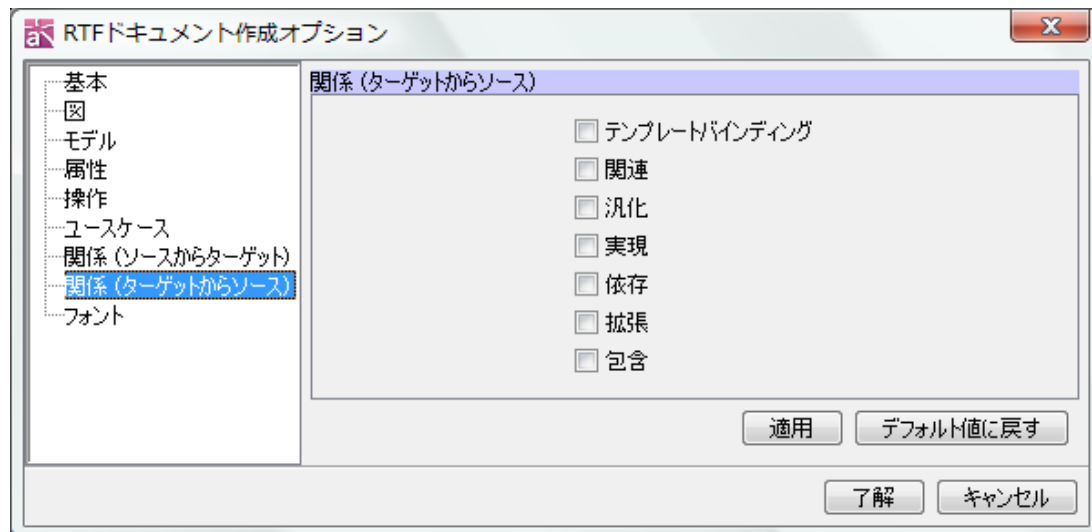 RTFドキュメント作成オプション
基本
図
モデル
属性
操作
ユースケース
関係 (ソースからターゲット)
関係 (ターゲットからソース)
フォント
関係 (ターゲットからソース)
テンプレートバインディング
関連
汎化
実現
依存
拡張
包含
適用
デフォルト値に戻す
了解
キャンセル